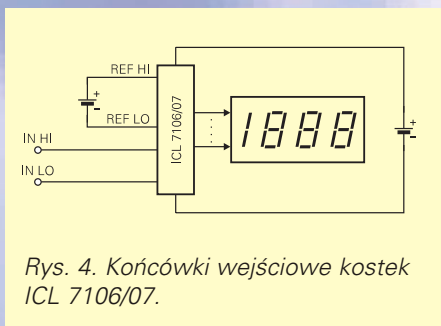 REF HI
+
-
REF LO
IN HI
IN LO
ICL 7106/07
1888
+
-
Rys. 4. Końcówki wejściowe kostek
ICL 7106/07.